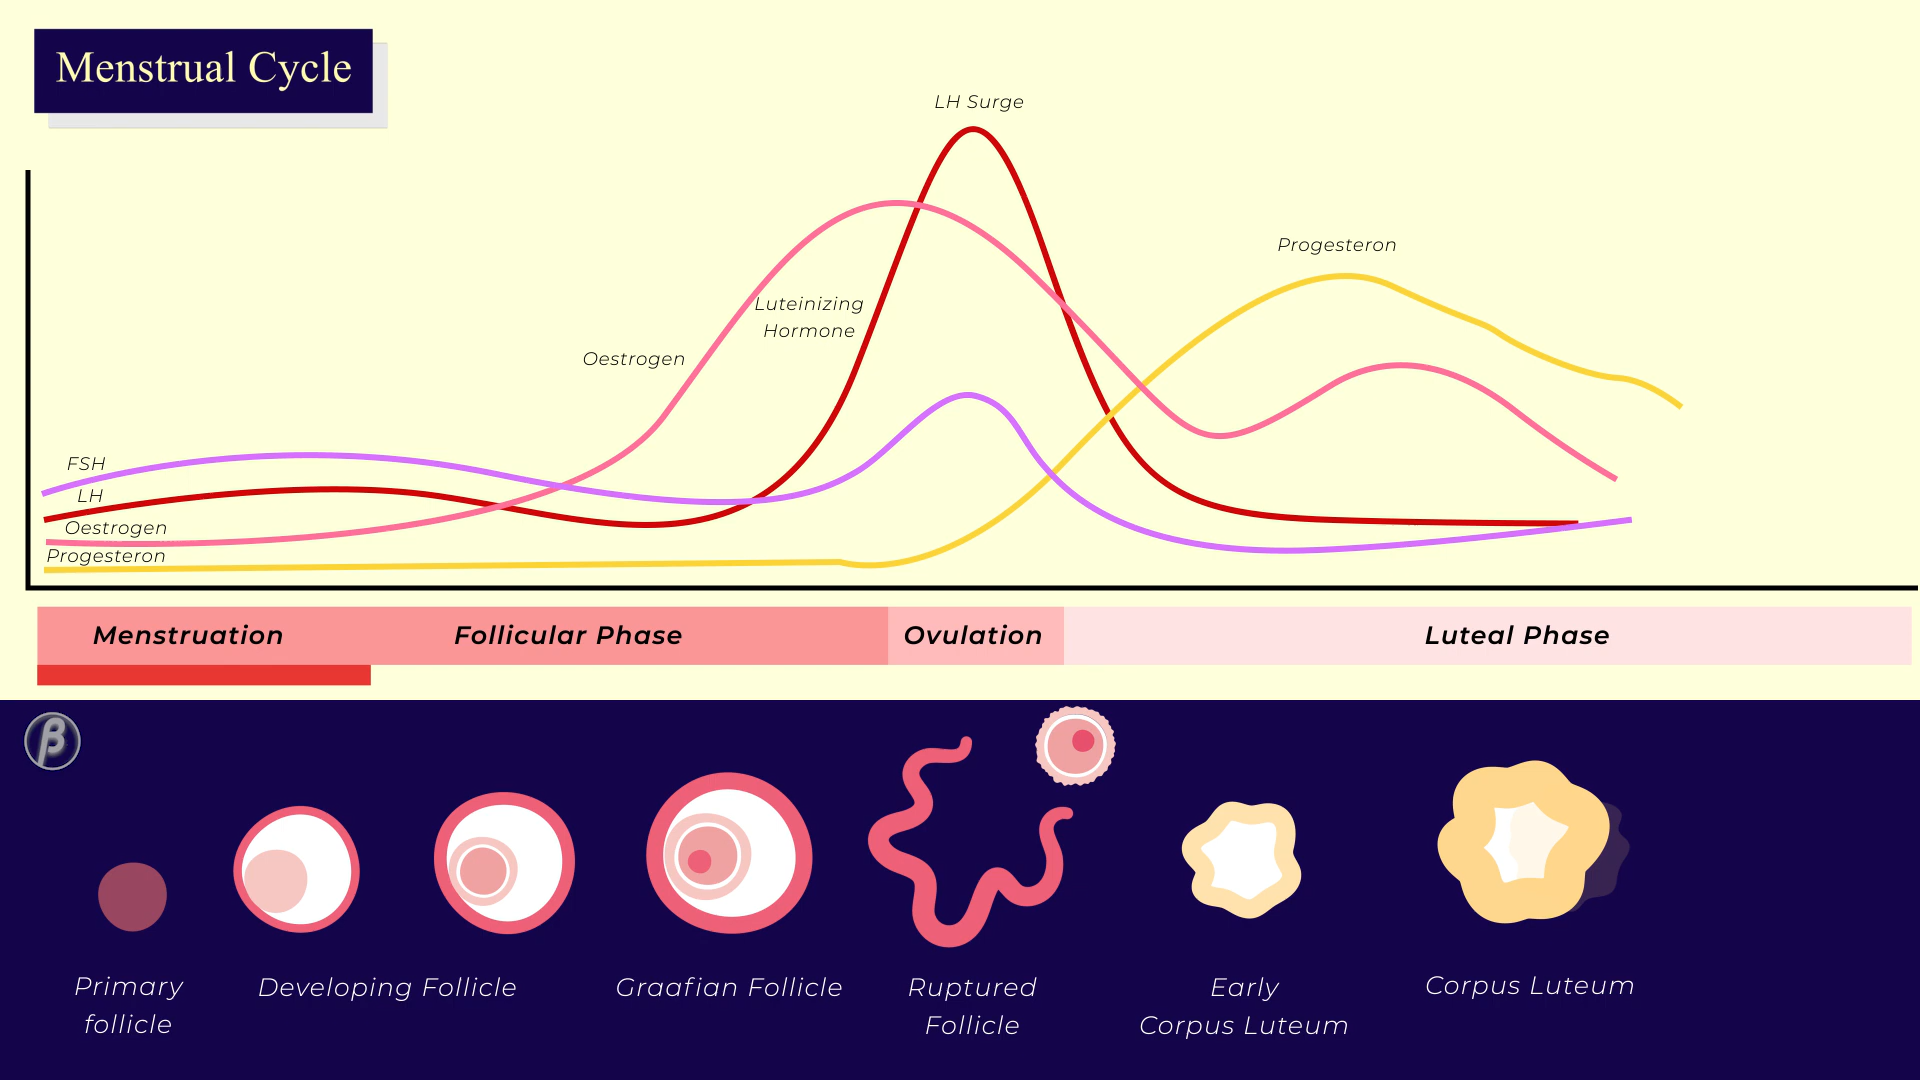 Menstrual Cycle
LH Surge
Progesteron
Luteinizing
Hormone
Oestrogen
FSH
LH
Oestrogen
Progesteron
Menstruation
Follicular Phase
Ovulation
Luteal Phase
β
Primary
follicle
Developing Follicle
Graafian Follicle
Ruptured
Follicle
Early
Corpus Luteum
Corpus Luteum